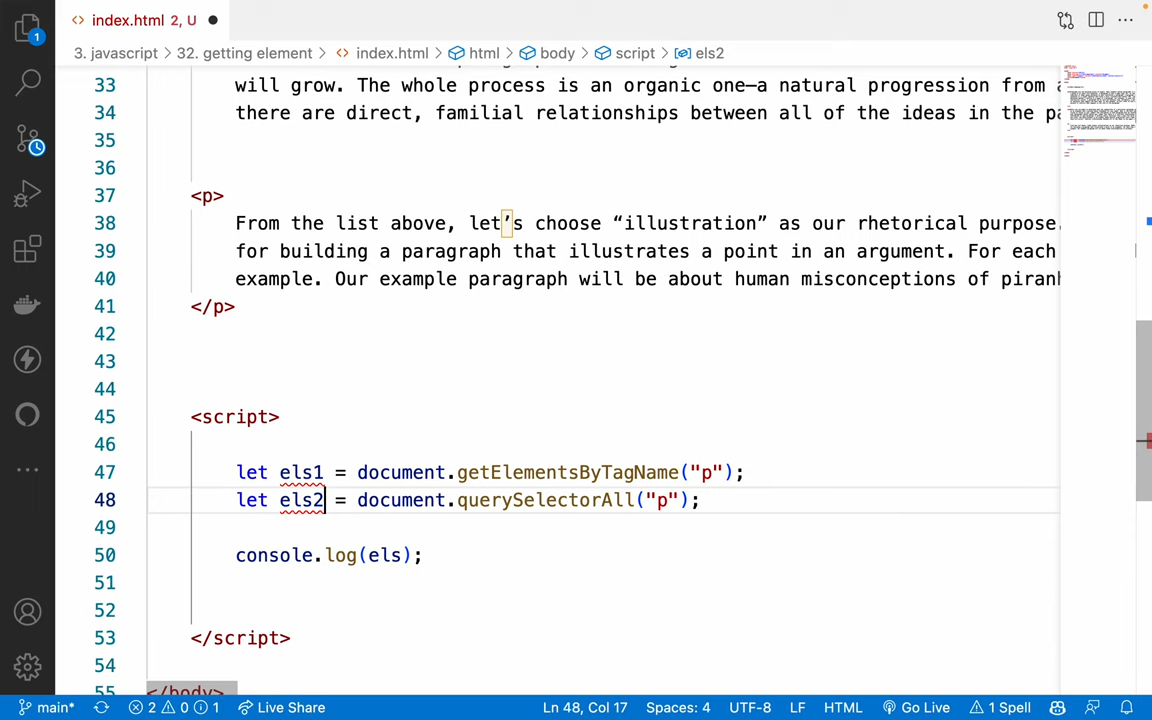 index.html 2, U
3. javascript > 32. getting element > index.html > html > body > script > els2
33 will grow. The whole process is an organic one—a natural progression from
34 there are direct, familial relationships between all of the ideas in the
35
36
37 <p>
38 From the list above, let’s choose “illustration” as our rhetorical purpose.
39 for building a paragraph that illustrates a point in an argument. For each
40 example. Our example paragraph will be about human misconceptions of
41 </p>
42
43
44
45 <script>
46
47 let els1 = document.getElementsByTagName("p");
48 let els2 = document.querySelectorAll("p");
49
50 console.log(els);
51
52
53 </script>
54
55 </body>
1
main* 2 0 1 Live Share Ln 48, Col 17 Spaces: 4 UTF-8 LF HTML Go Live 1 Spell